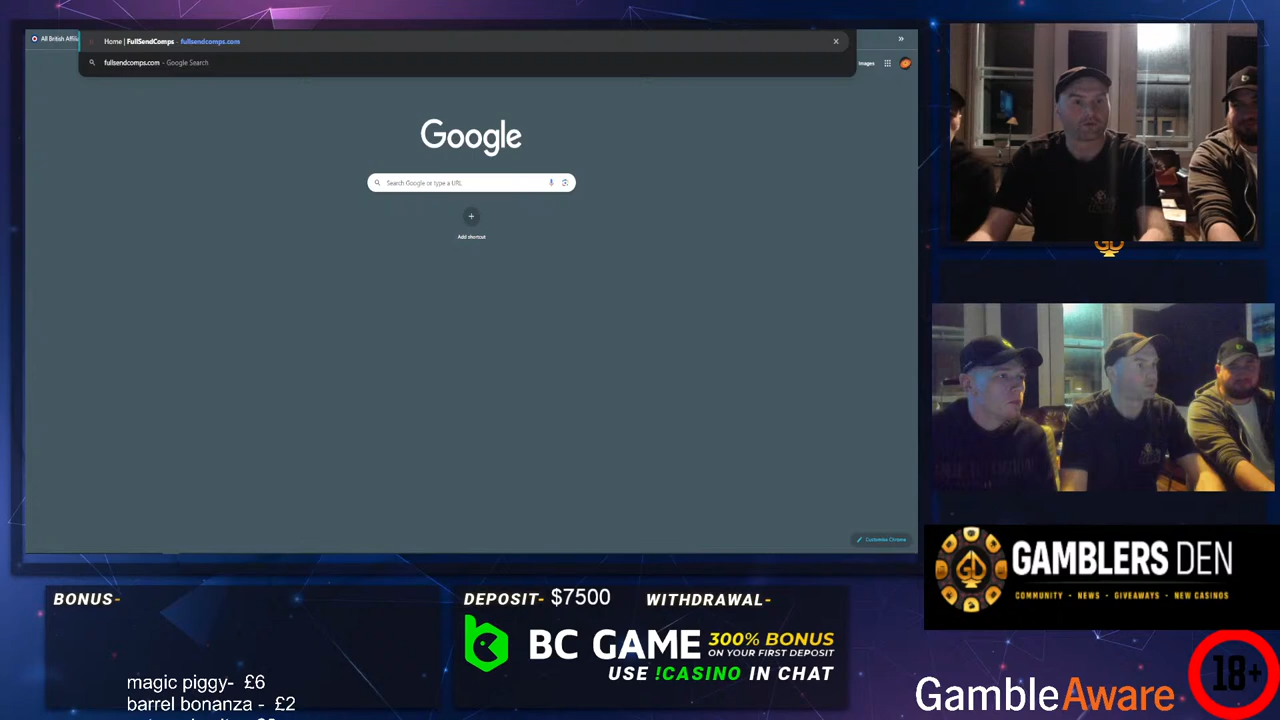 All British Affili
Home | FullSendComps - fullsendcomps.com
fullsendcomps.com - Google Search
Images
Google
Search Google or type a URL
Add shortcut
Customise Chrome
GAMBLERS DEN
COMMUNITY - NEWS - GIVEAWAYS - NEW CASINOS
BONUS-
magic piggy- £6
barrel bonanza - £2
DEPOSIT- $7500
WITHDRAWAL-
BC GAME
300% BONUS
ON YOUR FIRST DEPOSIT
USE !CASINO IN CHAT
GambleAware
18+
GD